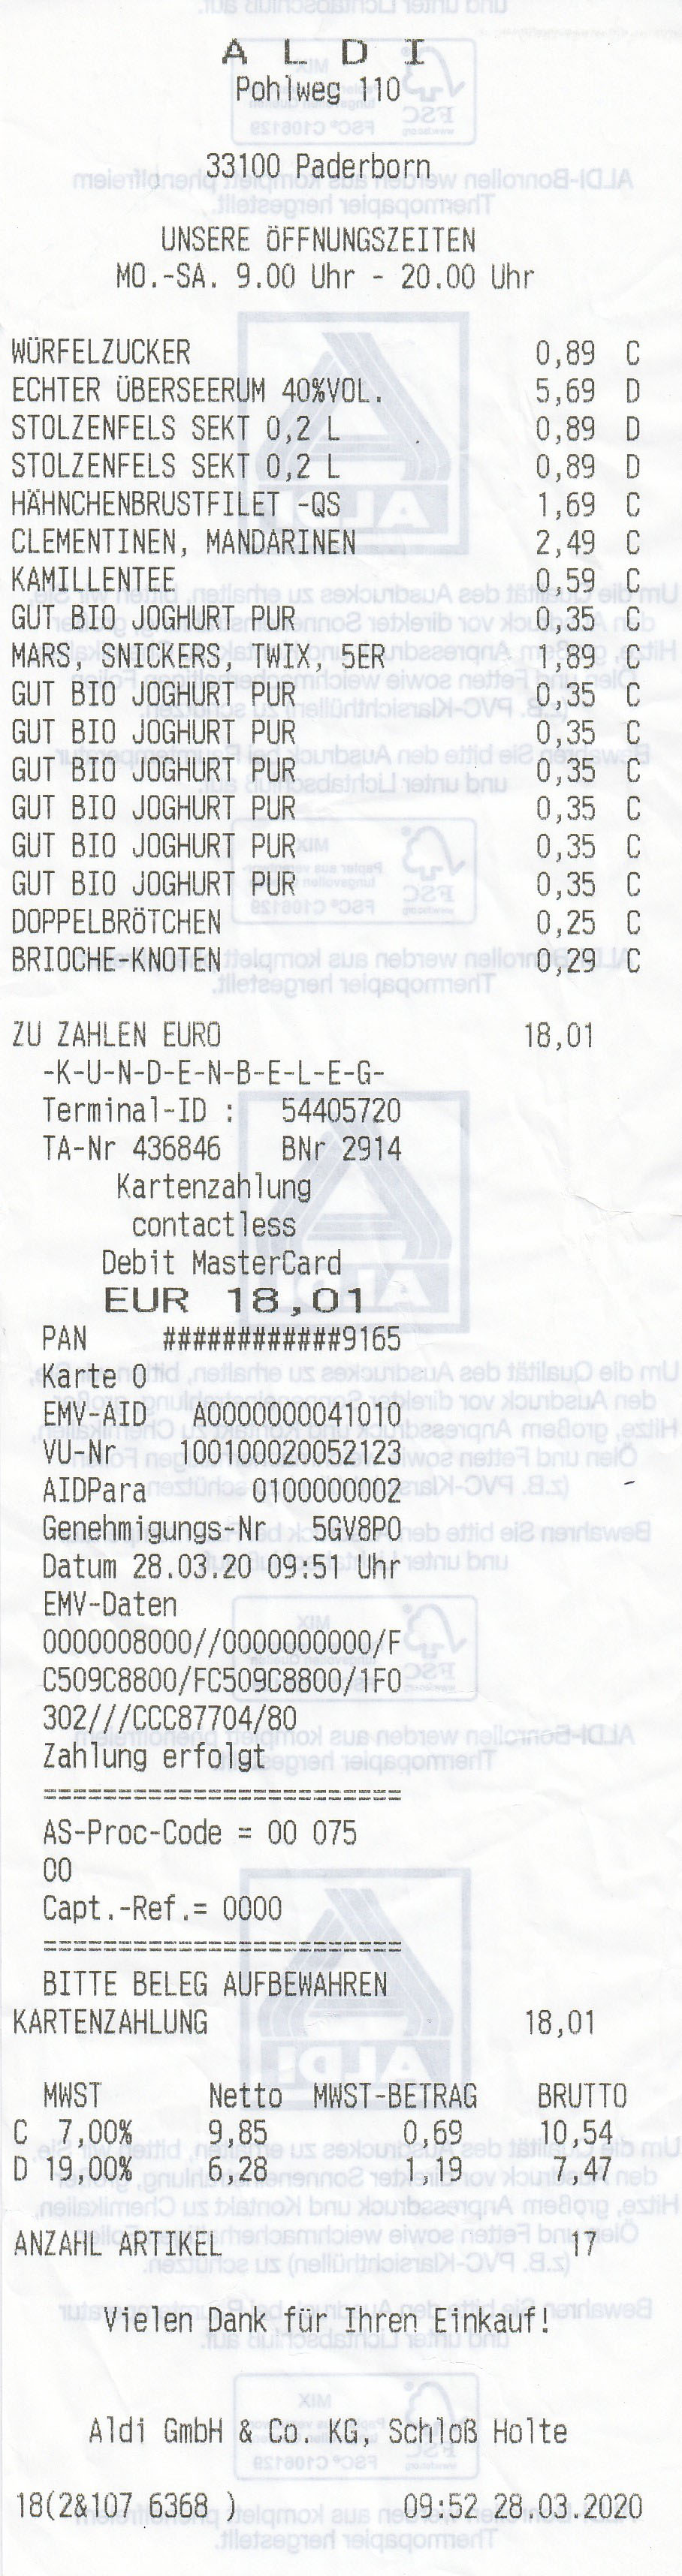 ALDI
Pohlweg 110
33100 Paderborn
UNSERE ÖFFNUNGSZEITEN
MO.-SA. 9.00 Uhr - 20.00 Uhr
WÜRFELZUCKER 0,89 C
ECHTER ÜBERSEERUM 40%VOL. 5,69 D
STOLZENFELS SEKT 0,2 L 0,89 D
STOLZENFELS SEKT 0,2 L 0,89 D
HÄHNCHENBRUSTFILET -QS 1,69 C
CLEMENTINEN, MANDARINEN 2,49 C
KAMILLENTEE 0,59 C
GUT BIO JOGHURT PUR 0,35 C
MARS, SNICKERS, TWIX, 5ER 1,89 C
GUT BIO JOGHURT PUR 0,35 C
GUT BIO JOGHURT PUR 0,35 C
GUT BIO JOGHURT PUR 0,35 C
GUT BIO JOGHURT PUR 0,35 C
GUT BIO JOGHURT PUR 0,35 C
GUT BIO JOGHURT PUR 0,35 C
DOPPELBRÖTCHEN 0,25 C
BRIOCHE-KNOTEN 0,29 C
ZU ZAHLEN EURO 18,01
-K-U-N-D-E-N-B-E-L-E-G-
Terminal-ID : 54405720
TA-Nr 436846 BNr 2914
Kartenzahlung
contactless
Debit MasterCard
EUR 18,01
PAN ############9165
Karte 0
EMV-AID A0000000041010
VU-Nr 100100020052123
AIDPara 0100000002
Genehmigungs-Nr 5GV8P0
Datum 28.03.20 09:51 Uhr
EMV-Daten
0000008000//0000000000/F
C509C8800/FC509C8800/1F0
302///CCC87704/80
Zahlung erfolgt
AS-Proc-Code = 00 075
00
Capt.-Ref.= 0000
BITTE BELEG AUFBEWAHREN
KARTENZAHLUNG 18,01
MWST Netto MWST-BETRAG BRUTTO
C 7,00% 9,85 0,69 10,54
D 19,00% 6,28 1,19 7,47
ANZAHL ARTIKEL 17
Vielen Dank für Ihren Einkauf!
Aldi GmbH & Co. KG, Schloß Holte
18(2&107 6368 ) 09:52 28.03.2020